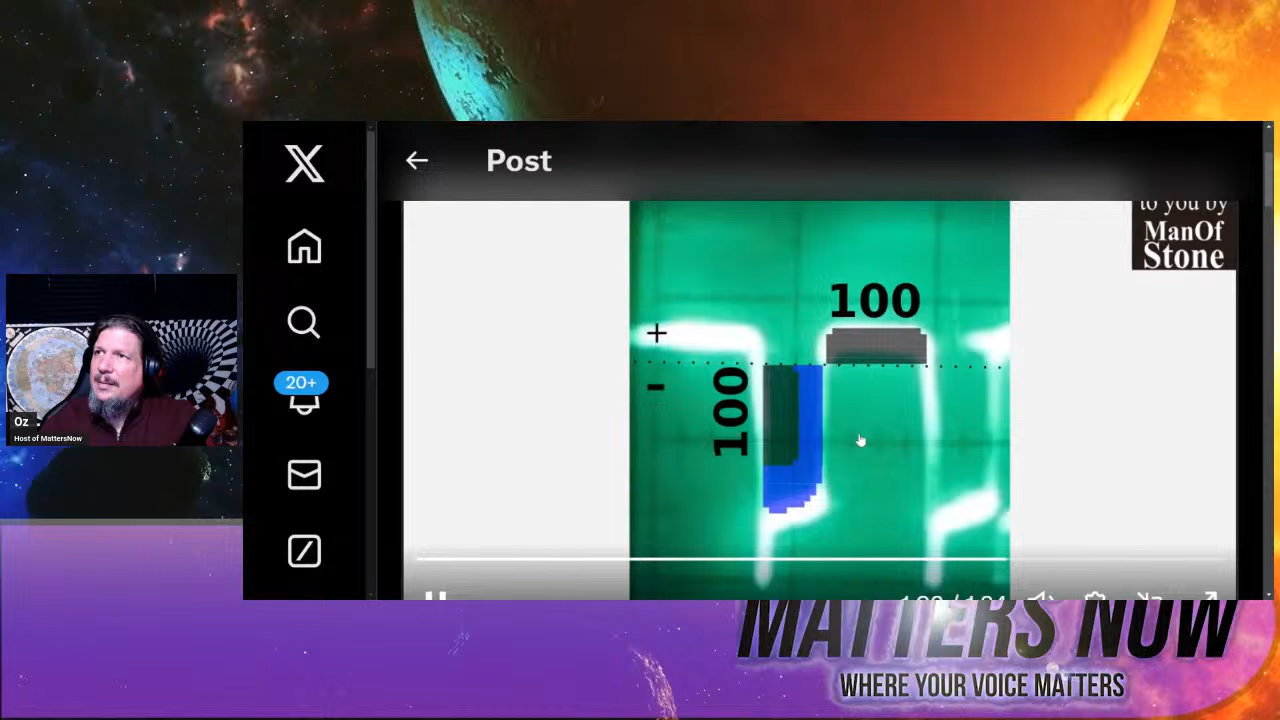 Post
to you by
ManOf
Stone
100
+
-
100
20+
Oz
Host of MattersNow
MATTERS NOW
WHERE YOUR VOICE MATTERS